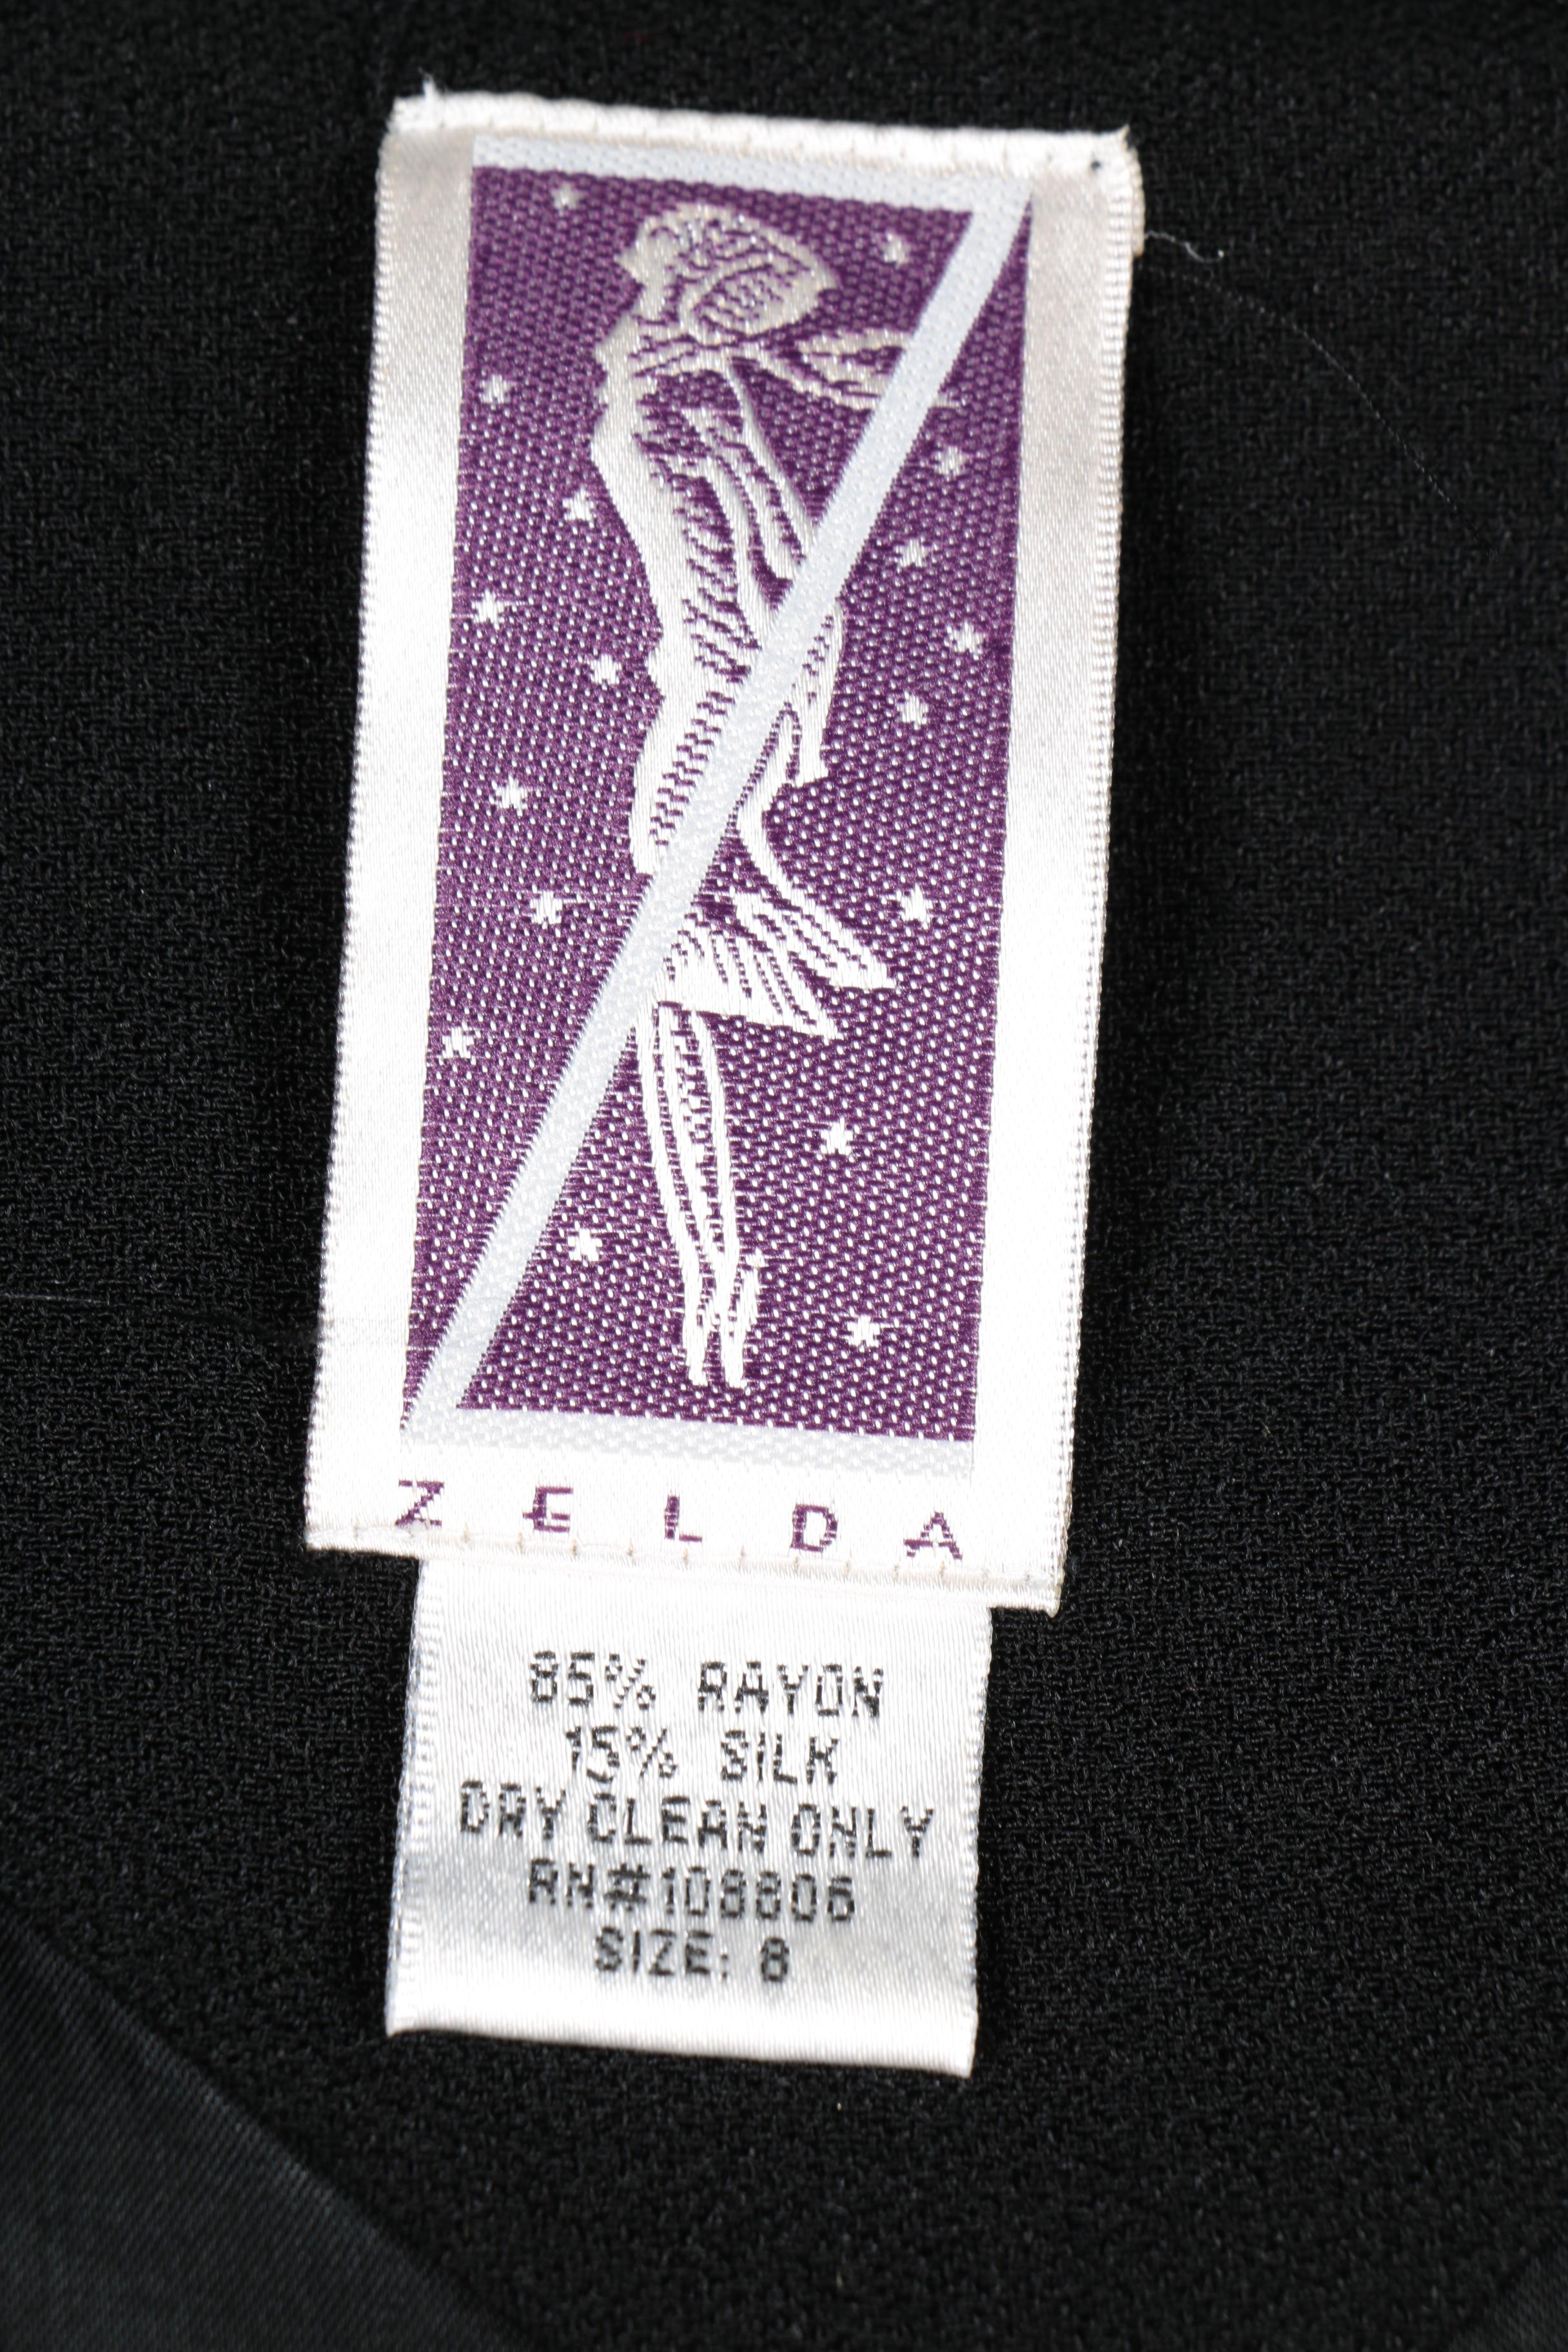 ZELDA
85% RAYON
15% SILK
DRY CLEAN ONLY
RN#108806
SIZE: 8